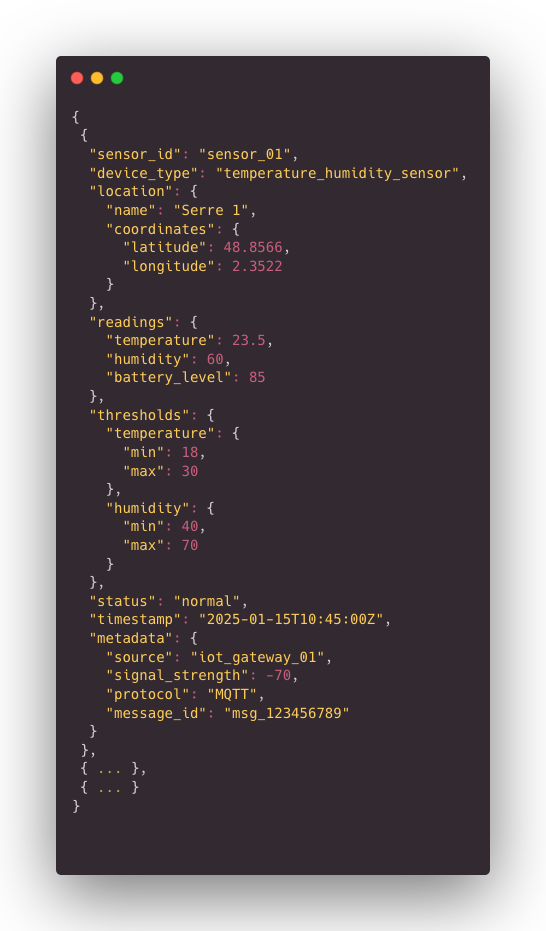 {
 {
  "sensor_id": "sensor_01",
  "device_type": "temperature_humidity_sensor",
  "location": {
    "name": "Serre 1",
    "coordinates": {
      "latitude": 48.8566,
      "longitude": 2.3522
    }
  },
  "readings": {
    "temperature": 23.5,
    "humidity": 60,
    "battery_level": 85
  },
  "thresholds": {
    "temperature": {
      "min": 18,
      "max": 30
    },
    "humidity": {
      "min": 40,
      "max": 70
    }
  },
  "status": "normal",
  "timestamp": "2025-01-15T10:45:00Z",
  "metadata": {
    "source": "iot_gateway_01",
    "signal_strength": -70,
    "protocol": "MQTT",
    "message_id": "msg_123456789"
  }
 },
 { ... },
 { ... }
}